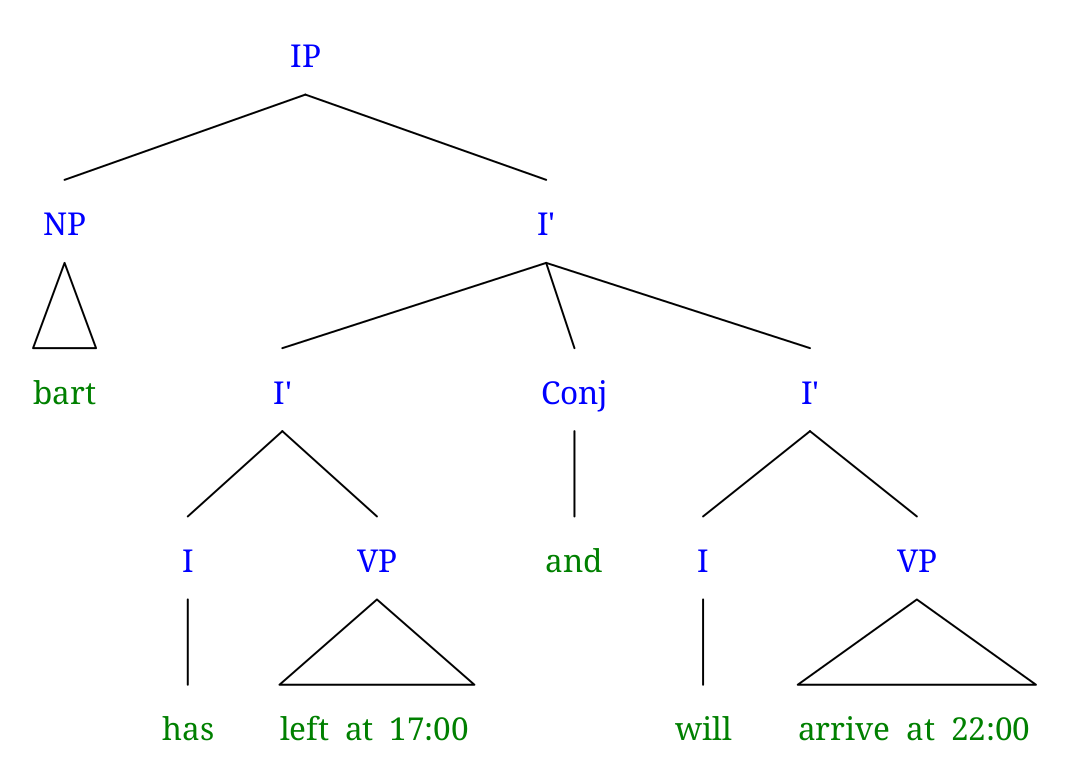 IP
NP I'
bart I' Conj I'
I VP and I VP
has left at 17:00 will arrive at 22:00